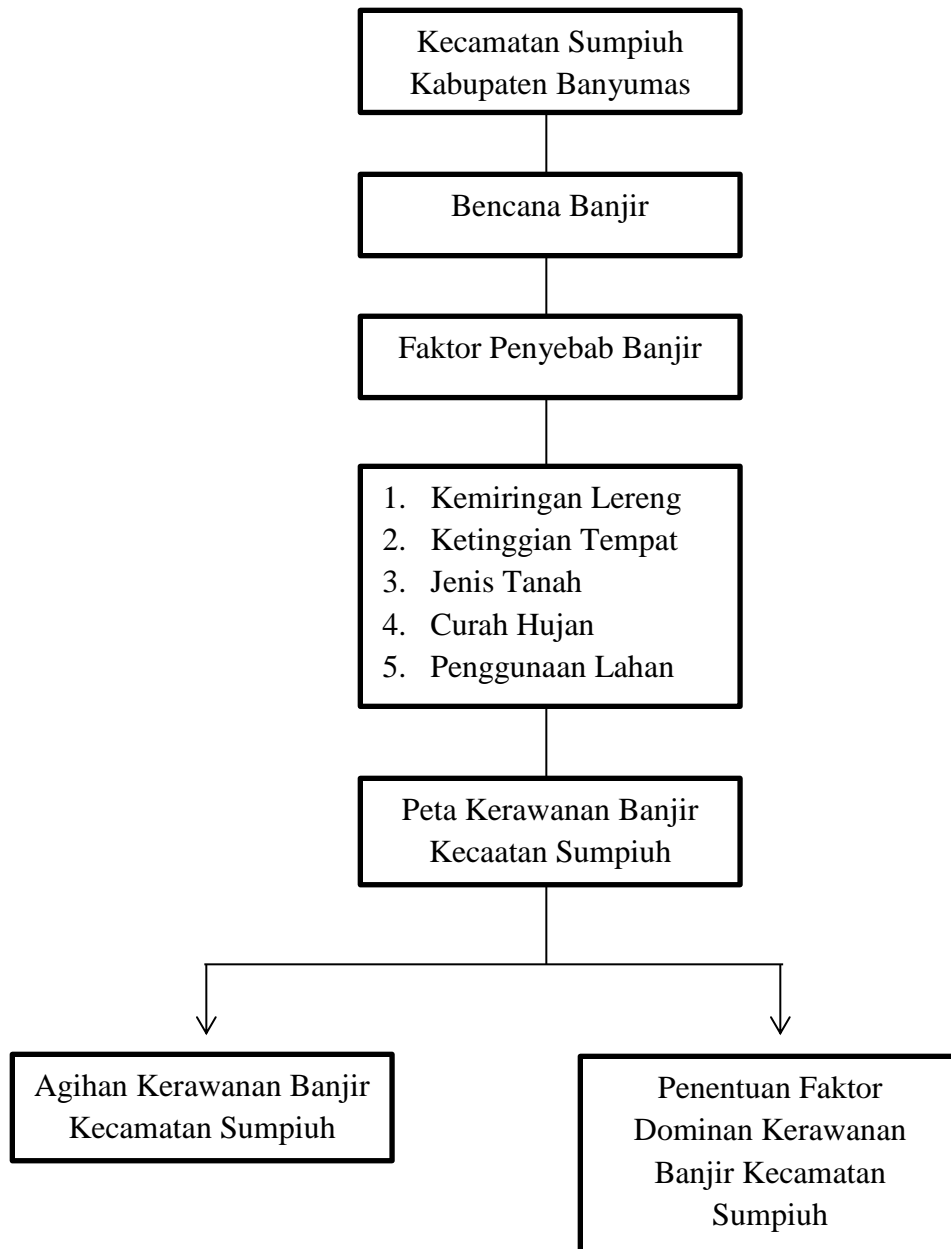 Kecamatan Sumpiuh
Kabupaten Banyumas
Bencana Banjir
Faktor Penyebab Banjir
1. Kemiringan Lereng
2. Ketinggian Tempat
3. Jenis Tanah
4. Curah Hujan
5. Penggunaan Lahan
Peta Kerawanan Banjir
Kecaatan Sumpiuh
Agihan Kerawanan Banjir
Kecamatan Sumpiuh
Penentuan Faktor
Dominan Kerawanan
Banjir Kecamatan
Sumpiuh